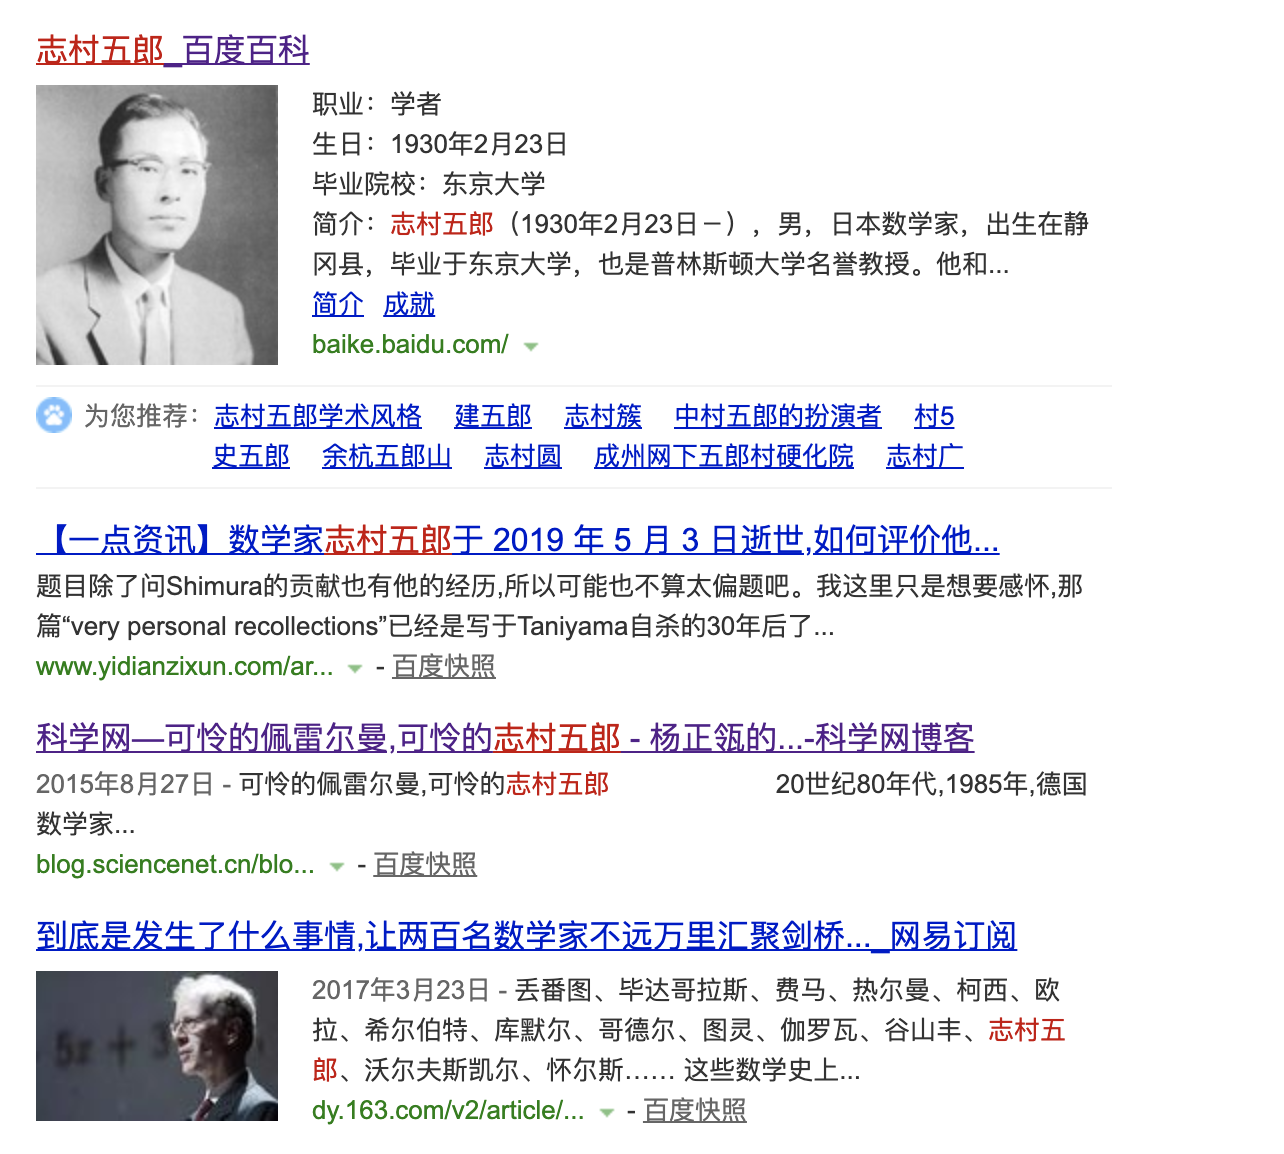 志村五郎_百度百科
职业：学者
生日：1930年2月23日
毕业院校：东京大学
简介：志村五郎（1930年2月23日－），男，日本数学家，出生在静
冈县，毕业于东京大学，也是普林斯顿大学名誉教授。他和...
简介 成就
baike.baidu.com/
为您推荐：志村五郎学术风格 建五郎 志村簇 中村五郎的扮演者 村5
史五郎 余杭五郎山 志村圆 成州网下五郎村硬化院 志村广
【一点资讯】数学家志村五郎于 2019 年 5 月 3 日逝世,如何评价他...
题目除了问Shimura的贡献也有他的经历,所以可能也不算太偏题吧。我这里只是想要感怀,那
篇“very personal recollections”已经是写于Taniyama自杀的30年后了...
www.yidianzixun.com/ar... - 百度快照
科学网—可怜的佩雷尔曼,可怜的志村五郎 - 杨正瓴的...-科学网博客
2015年8月27日 - 可怜的佩雷尔曼,可怜的志村五郎 20世纪80年代,1985年,德国
数学家...
blog.sciencenet.cn/blo... - 百度快照
到底是发生了什么事情,让两百名数学家不远万里汇聚剑桥..._网易订阅
5x + 3
2017年3月23日 - 丢番图、毕达哥拉斯、费马、热尔曼、柯西、欧
拉、希尔伯特、库默尔、哥德尔、图灵、伽罗瓦、谷山丰、志村五
郎、沃尔夫斯凯尔、怀尔斯…… 这些数学史上...
dy.163.com/v2/article/... - 百度快照